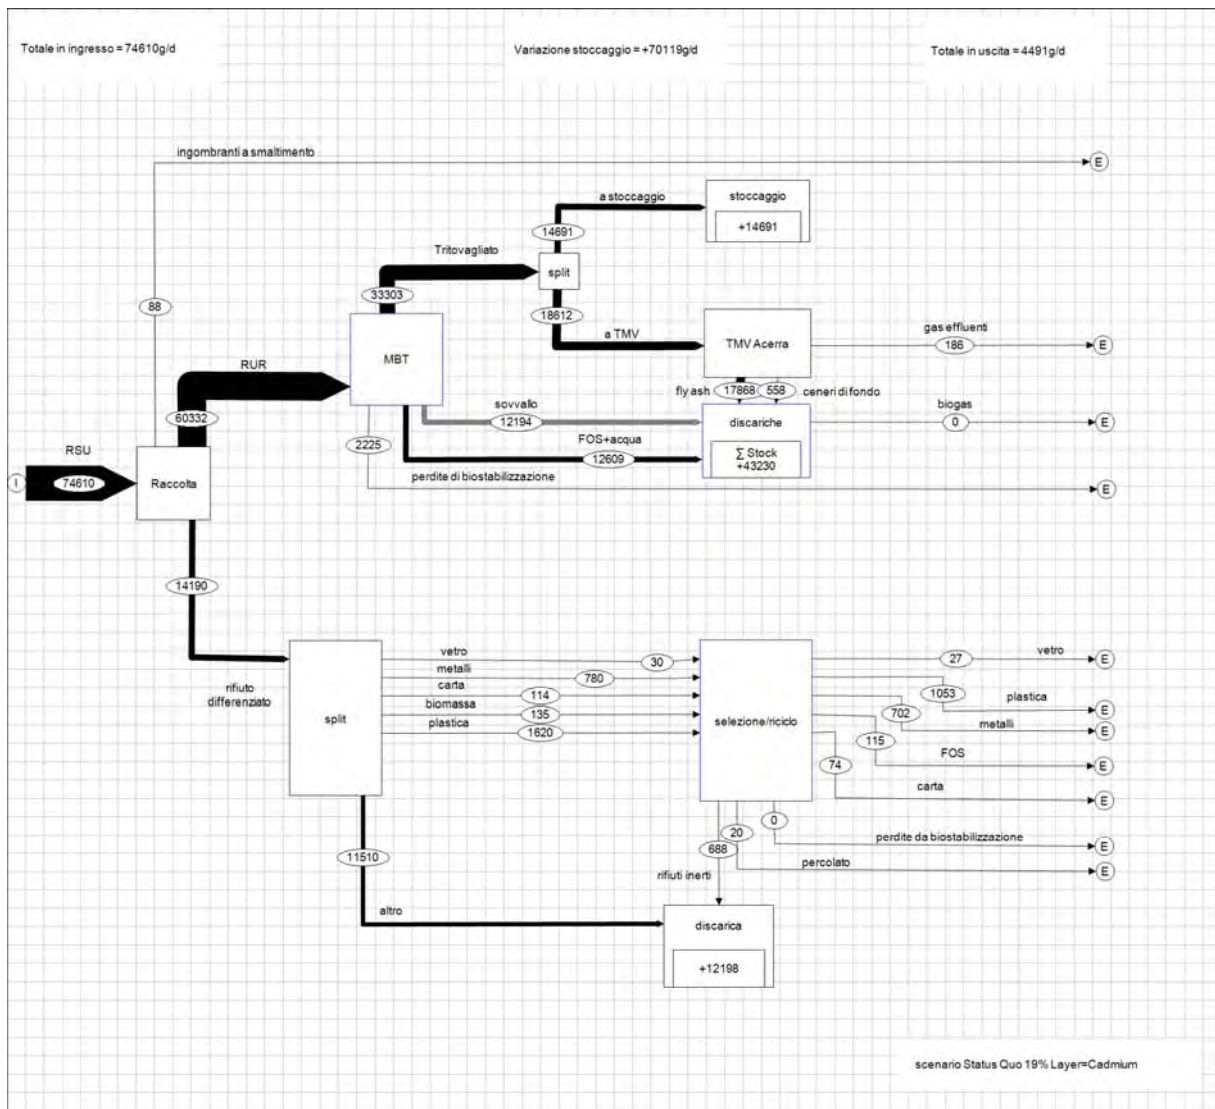 Totale in ingresso = 74610g/d
Variazione stoccaggio = +70119g/d
Totale in uscita = 4491g/d
ingombranti a smaltimento
E
a stoccaggio
stoccaggio
+14691
14691
Tritovagliato
split
33303
18612
88
a TMV
TMV Acerra
gas effluenti
186
E
MBT
RUR
fly ash
17868
558
ceneri di fondo
60332
sovvallo
12194
discariche
biogas
0
E
2225
FOS+acqua
12609
∑ Stock
+43230
RSU
perdite di biostabilizzazione
E
I
74610
Raccolta
14190
vetro
30
27
vetro
E
metalli
780
1053
plastica
E
rifiuto
differenziato
carta
114
702
metalli
E
split
biomassa
135
selezione/riciclo
115
FOS
E
plastica
1620
74
carta
E
0
perdite da biostabilizzazione
E
20
percolato
E
688
11510
rifiuti inerti
altro
discarica
+12198
scenario Status Quo 19% Layer=Cadmium